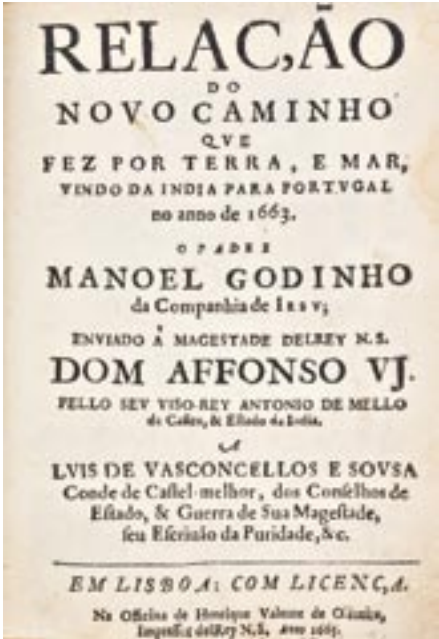 RELAC,ÃO
DO
NOVO CAMINHO
QVE
FEZ POR TERRA, E MAR,
VINDO DA INDIA PARA PORTVGAL
no anno de 1663.
O PADRE
MANOEL GODINHO
da Companhia de IESV;
ENVIADO Á MAGESTADE DELREY N.S.
DOM AFFONSO VJ.
PELLO SEV VISO-REY ANTONIO DE MELLO
de Castro, & Estado da India.
A
LVIS DE VASCONCELLOS E SOVSA
Conde de Castel-melhor, dos Conselhos de
Estado, & Guerra de Sua Magestade,
seu Escrivão da Puridade, &c.
EM LISBOA: COM LICENC,A.
Na Officina de Henrique Valente de Oliveira,
Impressor delRey N.S. Anno 1665.